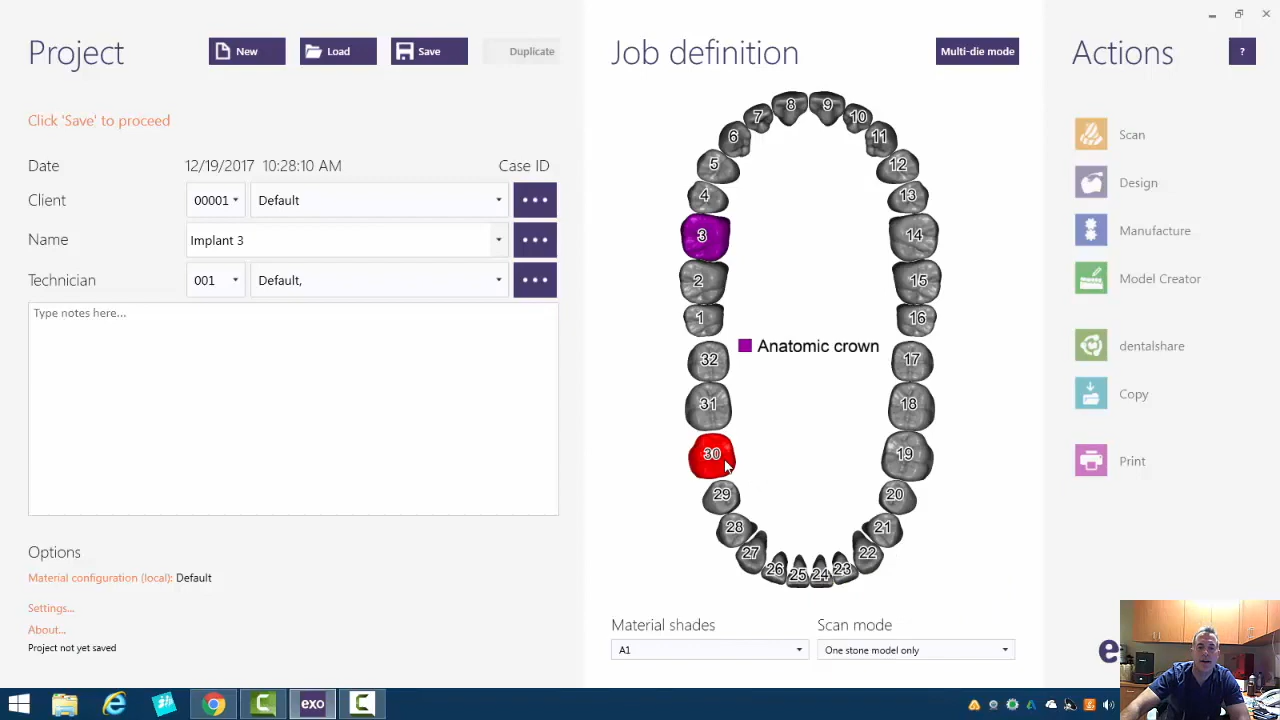 Project
New
Load
Save
Duplicate
Click 'Save' to proceed
Date 12/19/2017 10:28:10 AM Case ID
Client 00001 Default
Name Implant 3
Technician 001 Default,
Type notes here...
Options
Material configuration (local): Default
Settings...
About...
Project not yet saved
Job definition
Multi-die mode
8 9
7 10
6 11
5 12
4 13
3 14
2 15
1 16
Anatomic crown
32 17
31 18
30 19
29 20
28 21
27 22
26 25 24 23
Material shades Scan mode
A1 One stone model only
Actions
?
Scan
Design
Manufacture
Model Creator
dentalshare
Copy
Print
e
exo